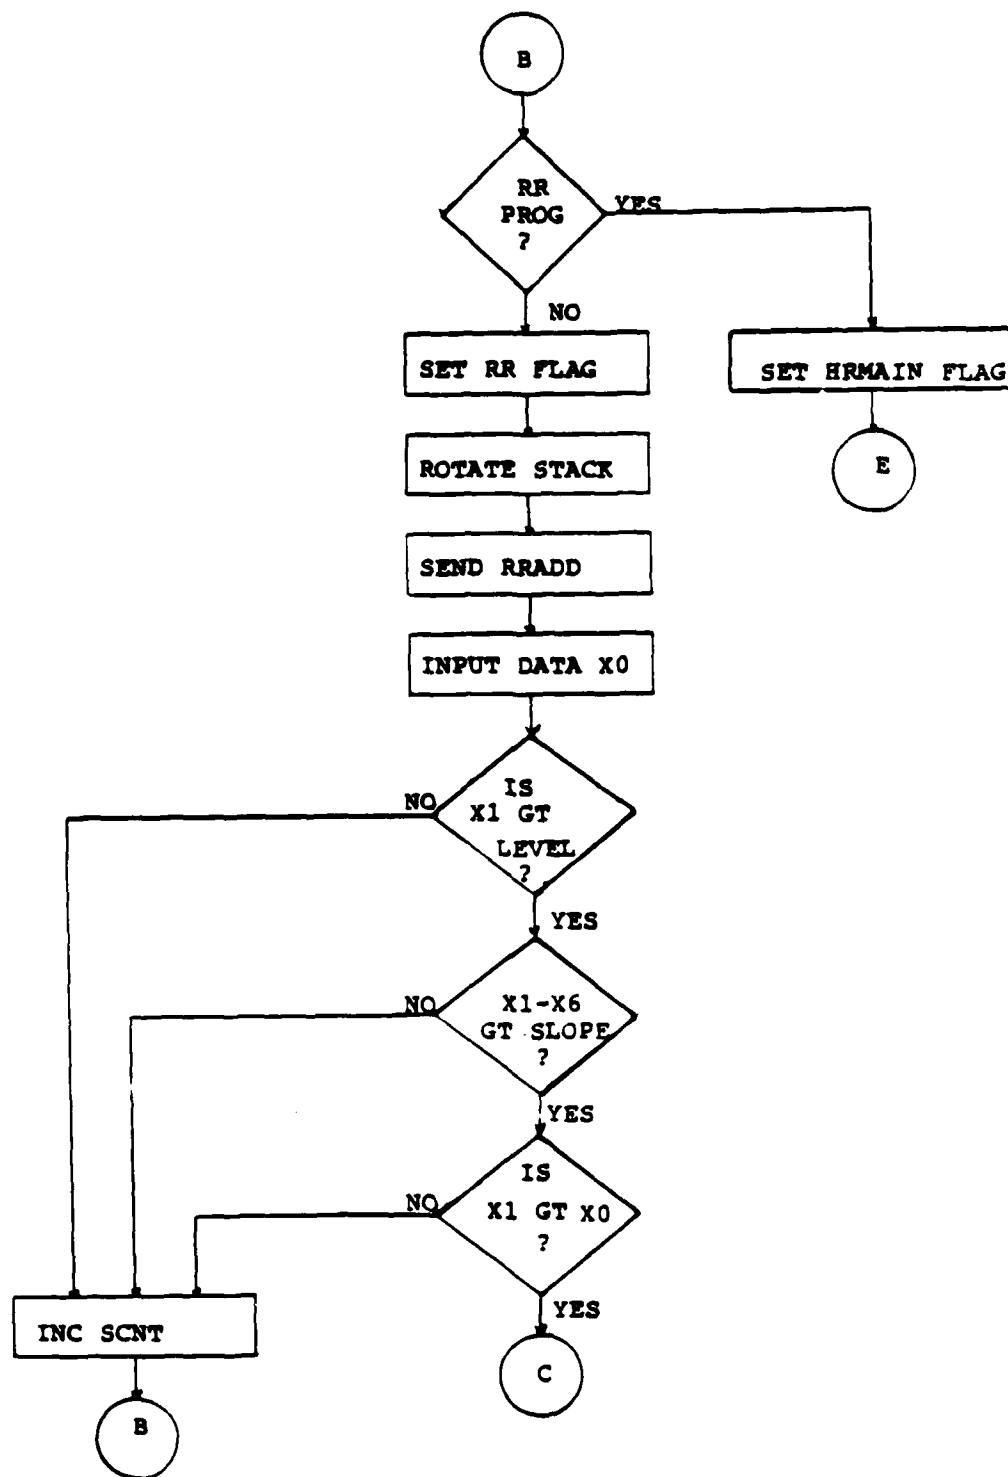 B
RR
PROG
?
YES
NO
SET RR FLAG
SET HRMAIN FLAG
ROTATE STACK
E
SEND RRADD
INPUT DATA X0
IS
X1 GT
LEVEL
?
NO
YES
X1-X6
GT SLOPE
?
NO
YES
IS
X1 GT X0
?
NO
YES
INC SCNT
C
B